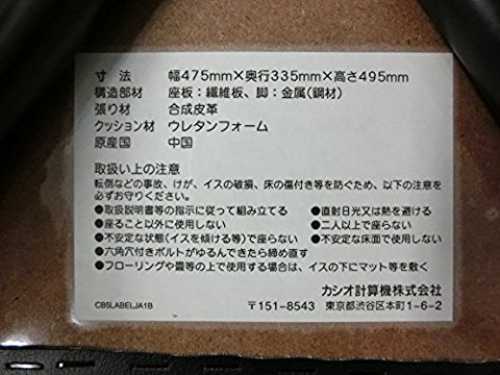 寸 法 幅475mm×奥行335mm×高さ495mm
構造部材 座板：繊維板、脚：金属(鋼材)
張り材 合成皮革
クッション材 ウレタンフォーム
原産国 中国
取扱い上の注意
転倒などの事故、けが、イスの破損、床の傷付き等を防ぐため、以下の注意を
必ずお守りください。
●取扱説明書等の指示に従って組み立てる ●直射日光又は熱を避ける
●座ること以外に使用しない ●二人以上で座らない
●不安定な状態(イスを傾ける等)で座らない ●不安定な床面で使用しない
●六角穴付きボルトがゆるんできたら締め直す
●フローリングや畳等の上で使用する場合は、イスの下にマット等を敷く
カシオ計算機株式会社
CBSLABELJA1B 〒151-8543 東京都渋谷区本町1-6-2